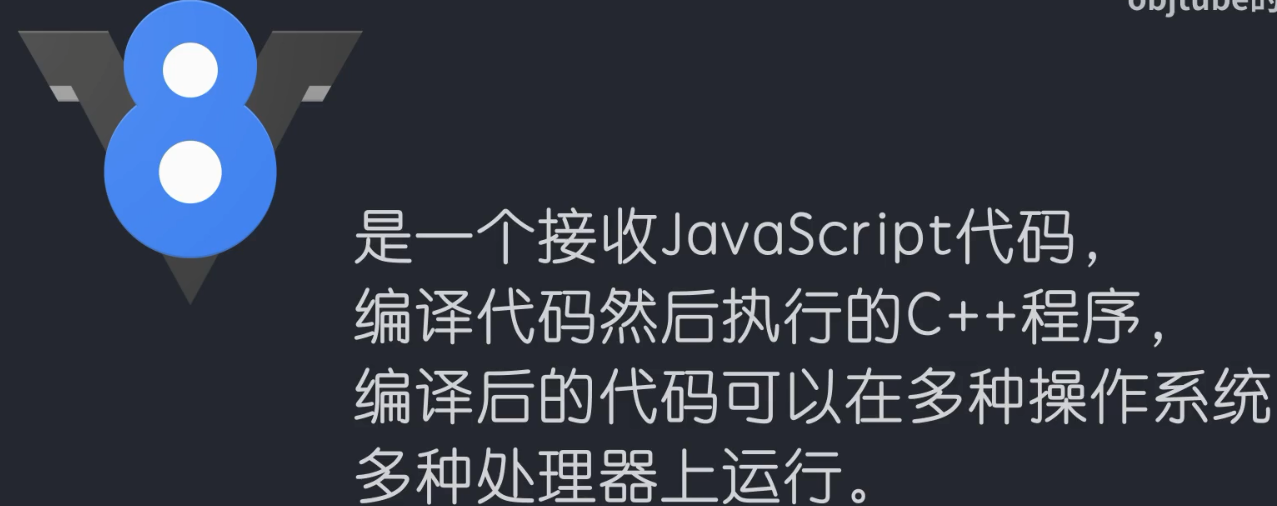 objtube的
是一个接收JavaScript代码，
编译代码然后执行的C++程序，
编译后的代码可以在多种操作系统
多种处理器上运行。